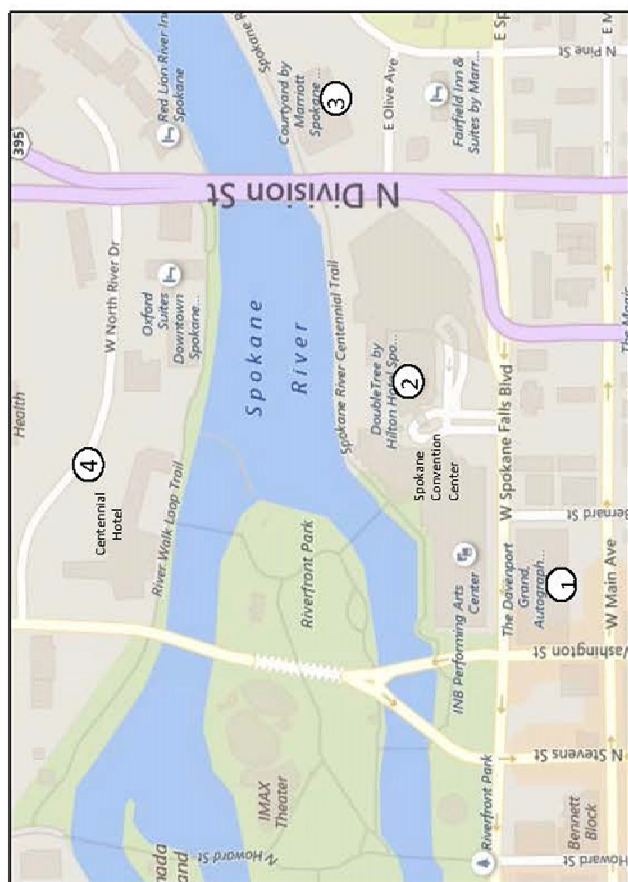 Health
395
W North River Dr
4
Centennial
Hotel
Oxford
Suites
Downtown
Spokane...
Red Lion River Inn
Spokane
River Walk Loop Trail
N Division St
Spokane
River
Spokane River
IMAX
Theater
Riverfront Park
Spokane River Centennial Trail
Courtyard by
Marriott
Spokane ...
3
N Howard St
DoubleTree by
Hilton Hotel Spo...
2
E Olive Ave
Spokane
Convention
Center
INB Performing Arts
Center
Fairfield Inn &
Suites by Marr...
Riverfront Park
W Spokane Falls Blvd
E Sp
The Davenport
Grand,
Autograph...
1
Washington
St
N Stevens St
Bernard St
N Pine St
Bennett
Block
W Main Ave
E M
N Howard St